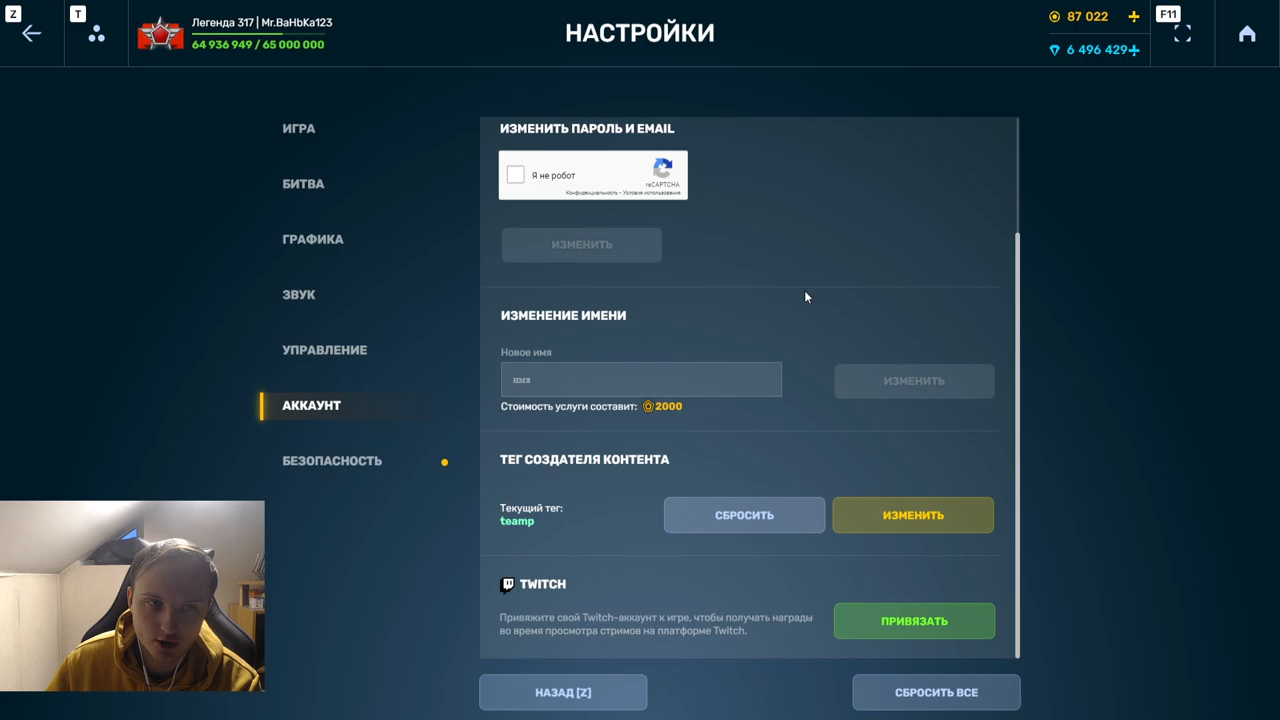 Z
T
Легенда 317 | Mr.BaHbKa123
64 936 949 / 65 000 000
НАСТРОЙКИ
87 022
6 496 429
F11
ИГРА
БИТВА
ГРАФИКА
ЗВУК
УПРАВЛЕНИЕ
АККАУНТ
БЕЗОПАСНОСТЬ
ИЗМЕНИТЬ ПАРОЛЬ И EMAIL
Я не робот
reCAPTCHA
Конфиденциальность - Условия использования
ИЗМЕНИТЬ
ИЗМЕНЕНИЕ ИМЕНИ
Новое имя
имя
ИЗМЕНИТЬ
Стоимость услуги составит: 2000
ТЕГ СОЗДАТЕЛЯ КОНТЕНТА
Текущий тег:
teamp
СБРОСИТЬ
ИЗМЕНИТЬ
TWITCH
Привяжите свой Twitch-аккаунт к игре, чтобы получать награды
во время просмотра стримов на платформе Twitch.
ПРИВЯЗАТЬ
НАЗАД [Z]
СБРОСИТЬ ВСЕ